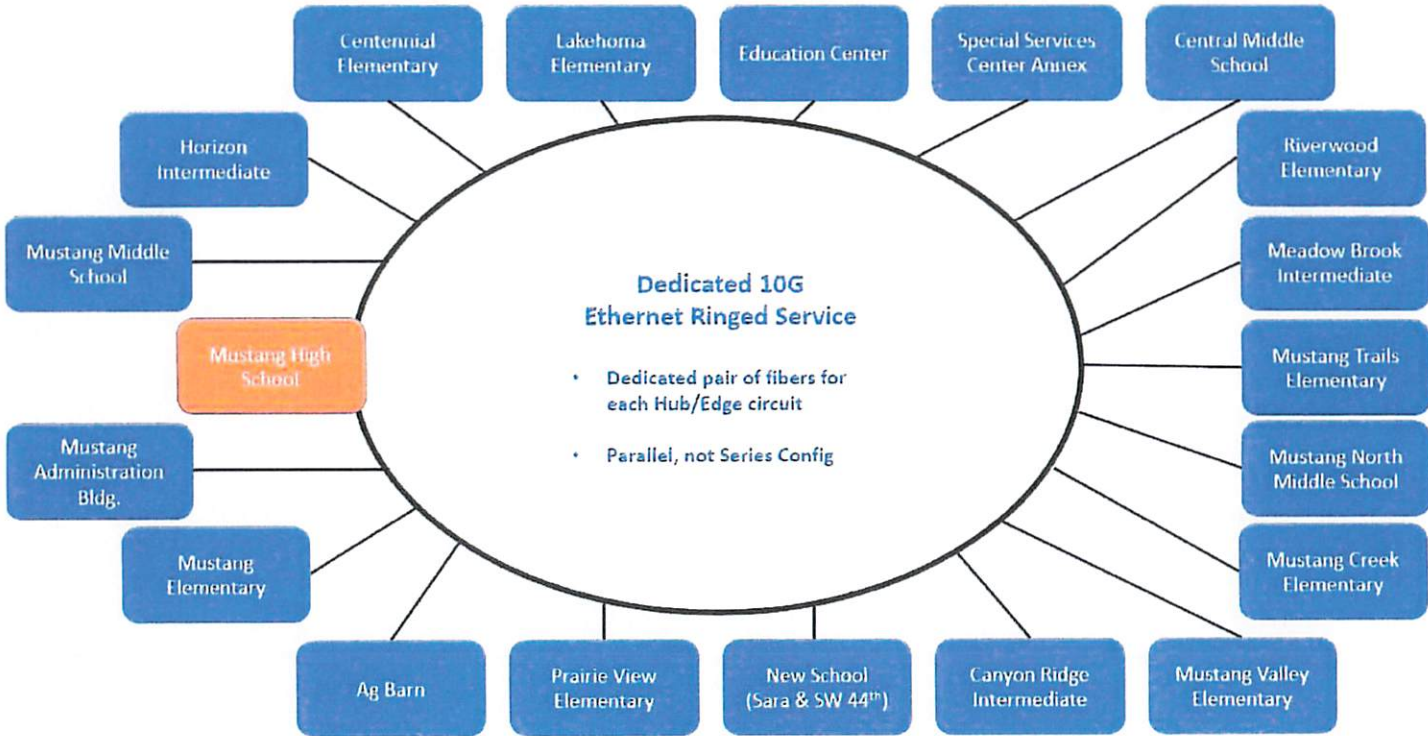 Centennial
Elementary
Lakehoma
Elementary
Education Center
Special Services
Center Annex
Central Middle
School
Horizon
Intermediate
Riverwood
Elementary
Mustang Middle
School
Meadow Brook
Intermediate
Dedicated 10G
Ethernet Ringed Service
Mustang High
School
Mustang Trails
Elementary
• Dedicated pair of fibers for
each Hub/Edge circuit
• Parallel, not Series Config
Mustang
Administration
Bldg.
Mustang North
Middle School
Mustang
Elementary
Mustang Creek
Elementary
Ag Barn
Prairie View
Elementary
New School
(Sara & SW 44th)
Canyon Ridge
Intermediate
Mustang Valley
Elementary